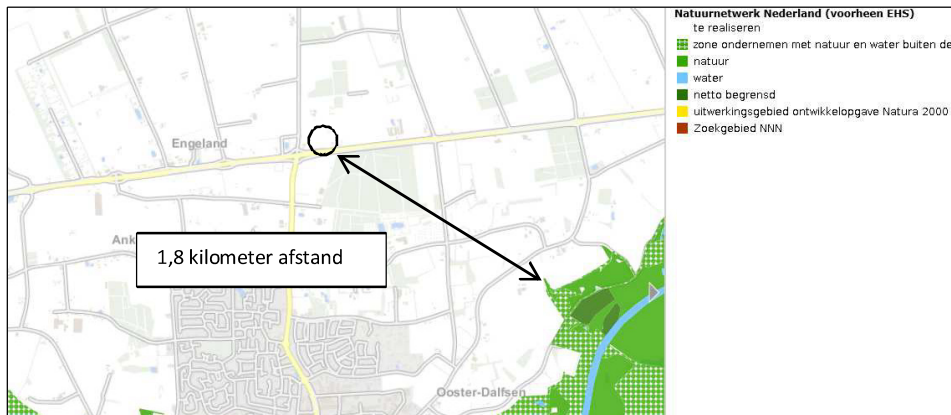 Natuurnetwerk Nederland (voorheen EHS)
te realiseren
zone ondernemen met natuur en water buiten de
natuur
water
netto begrensd
uitwerkingsgebied ontwikkelopgave Natura 2000
Zoekgebied NNN
Engeland
Ank
1,8 kilometer afstand
Ooster-Dalfsen